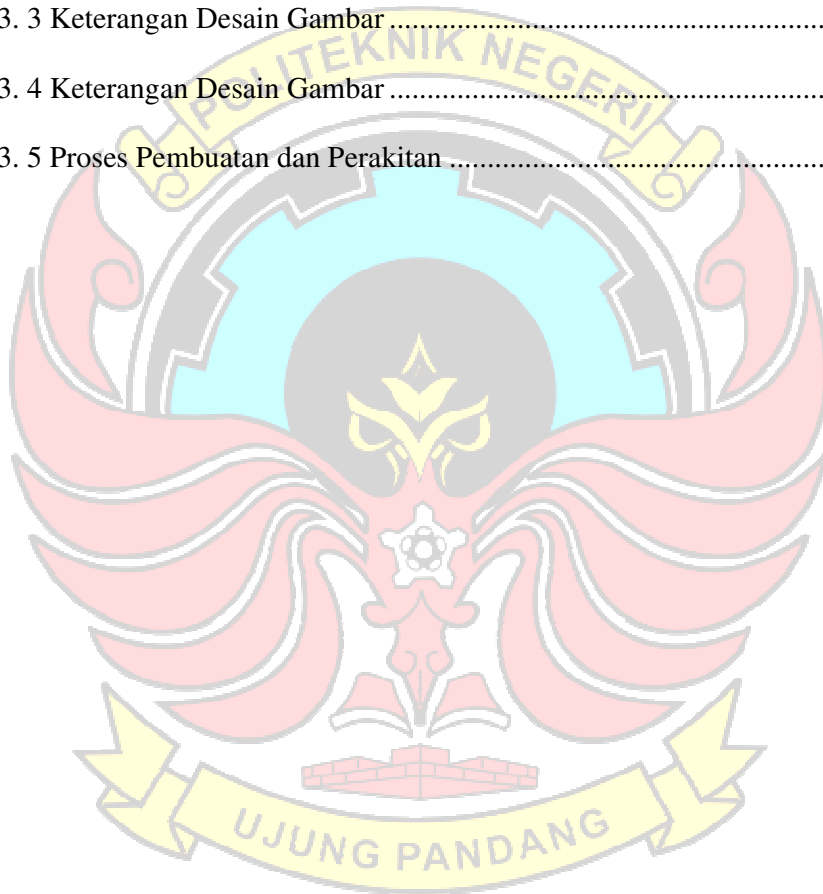 3. 3 Keterangan Desain Gambar ......................................................
3. 4 Keterangan Desain Gambar ......................................................
3. 5 Proses Pembuatan dan Perakitan ...............................................
POLITEKNIK NEGERI
UJUNG PANDANG